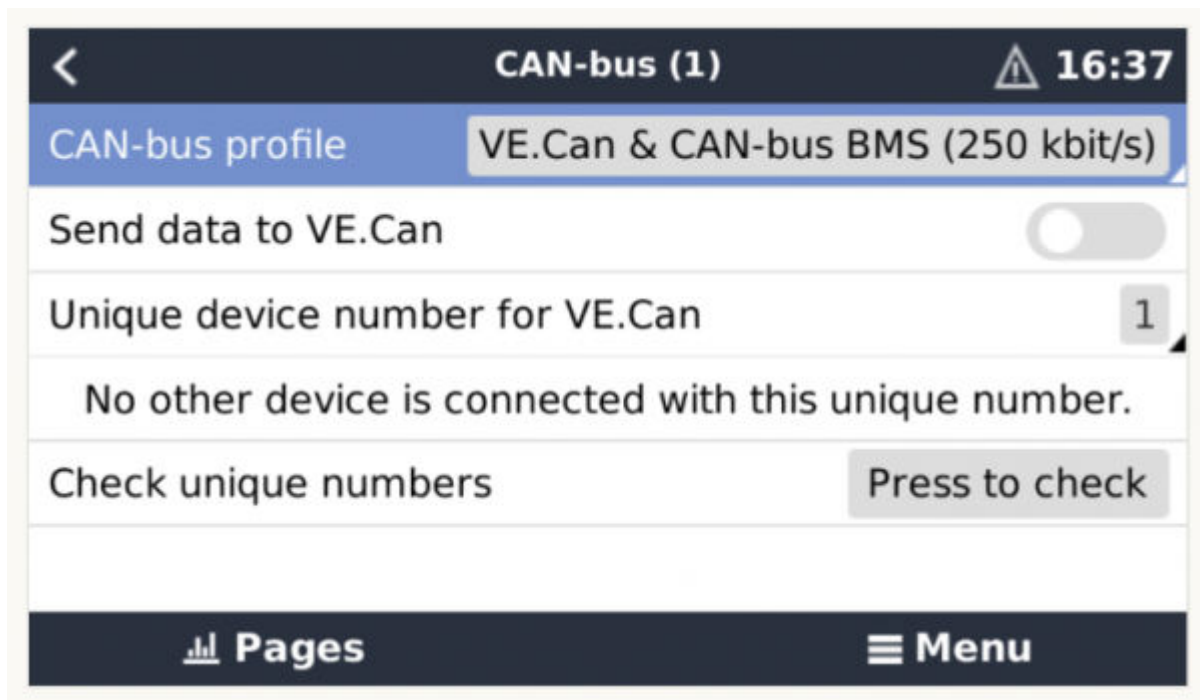 CAN-bus (1) 16:37
CAN-bus profile VE.Can & CAN-bus BMS (250 kbit/s)
Send data to VE.Can
Unique device number for VE.Can 1
No other device is connected with this unique number.
Check unique numbers Press to check
Pages Menu